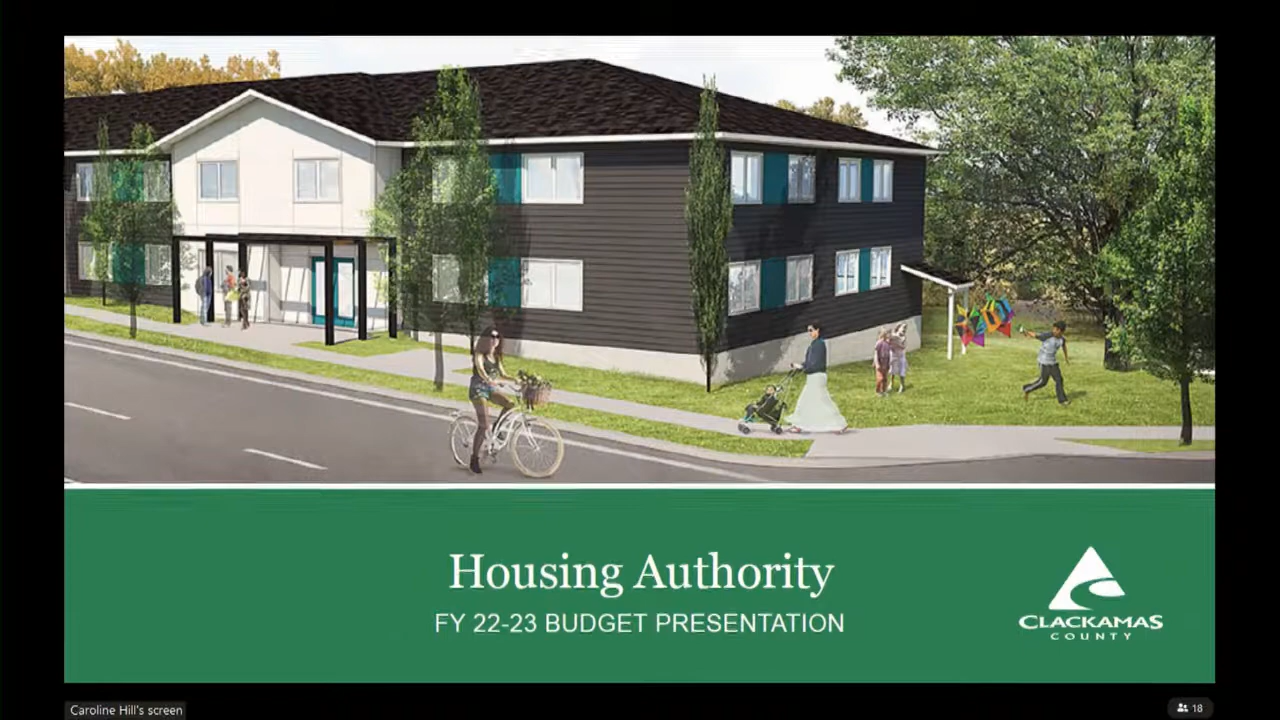 Housing Authority
FY 22-23 BUDGET PRESENTATION
CLACKAMAS
COUNTY
Caroline Hill's screen
18